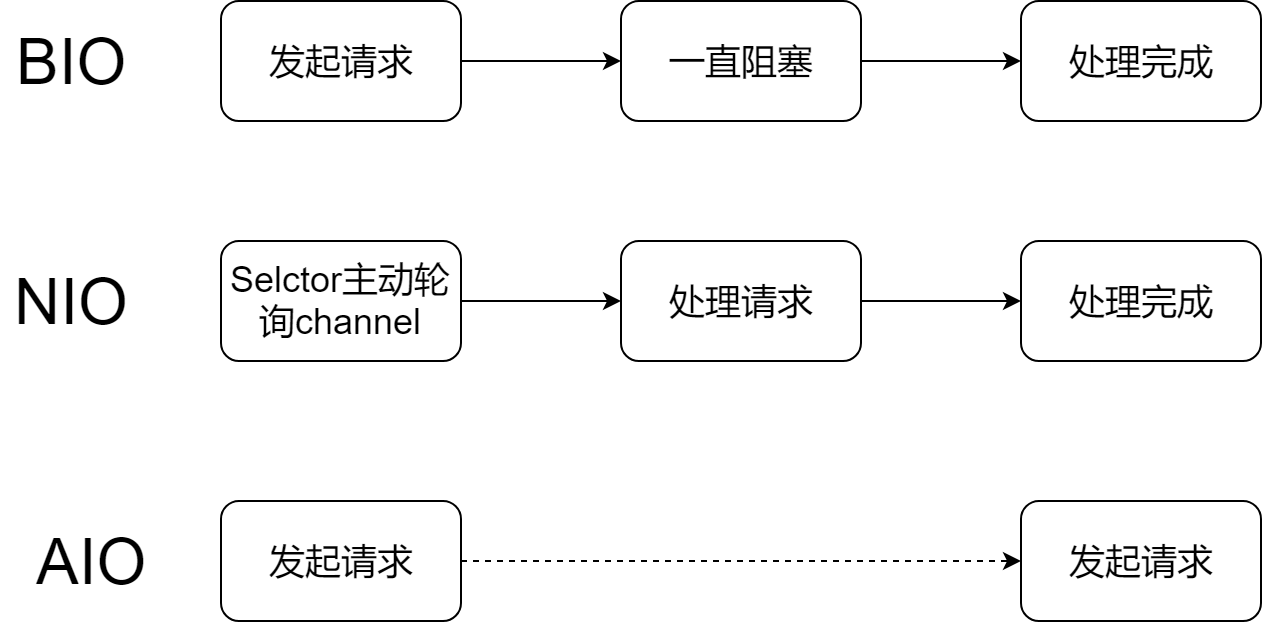 BIO
发起请求
一直阻塞
处理完成
NIO
Selctor主动轮
询channel
处理请求
处理完成
AIO
发起请求
发起请求